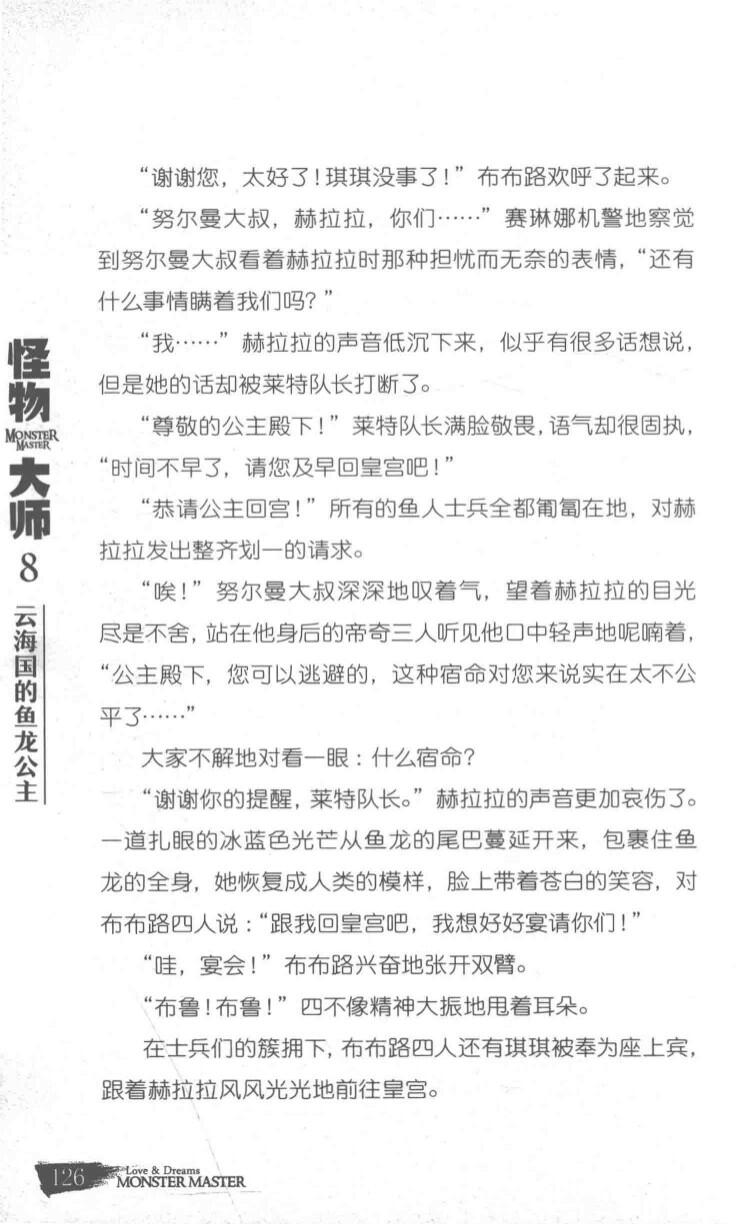 “谢谢您，太好了！琪琪没事了！”布布路欢呼了起来。
“努尔曼大叔，赫拉拉，你们……”赛琳娜机警地察觉
到努尔曼大叔看着赫拉拉时那种担忧而无奈的表情，“还有
什么事情瞒着我们吗？”
“我……”赫拉拉的声音低沉下来，似乎有很多话想说，
但是她的话却被莱特队长打断了。
“尊敬的公主殿下！”莱特队长满脸敬畏，语气却很固执，
“时间不早了，请您及早回皇宫吧！”
“恭请公主回宫！”所有的鱼人士兵全都匍匐在地，对赫
拉拉发出整齐划一的请求。
“唉！”努尔曼大叔深深地叹着气，望着赫拉拉的目光
尽是不舍，站在他身后的帝奇三人听见他口中轻声地呢喃着，
“公主殿下，您可以逃避的，这种宿命对您来说实在太不公
平了……”
大家不解地对看一眼：什么宿命？
“谢谢你的提醒，莱特队长。”赫拉拉的声音更加哀伤了。
一道扎眼的冰蓝色光芒从鱼龙的尾巴蔓延开来，包裹住鱼
龙的全身，她恢复成人类的模样，脸上带着苍白的笑容，对
布布路四人说：“跟我回皇宫吧，我想好好宴请你们！”
“哇，宴会！”布布路兴奋地张开双臂。
“布鲁！布鲁！”四不像精神大振地甩着耳朵。
在士兵们的簇拥下，布布路四人还有琪琪被奉为座上宾，
跟着赫拉拉风风光光地前往皇宫。
怪物
MONSTER
MASTER
大师
8
云海国的鱼龙公主
126
Love & Dreams
MONSTER MASTER